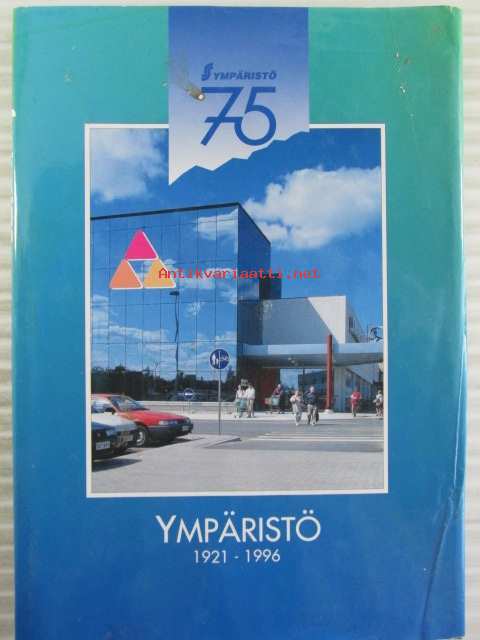 YMPÄRISTÖ
75
Antikvariaatti.net
YMPÄRISTÖ
1921 - 1996